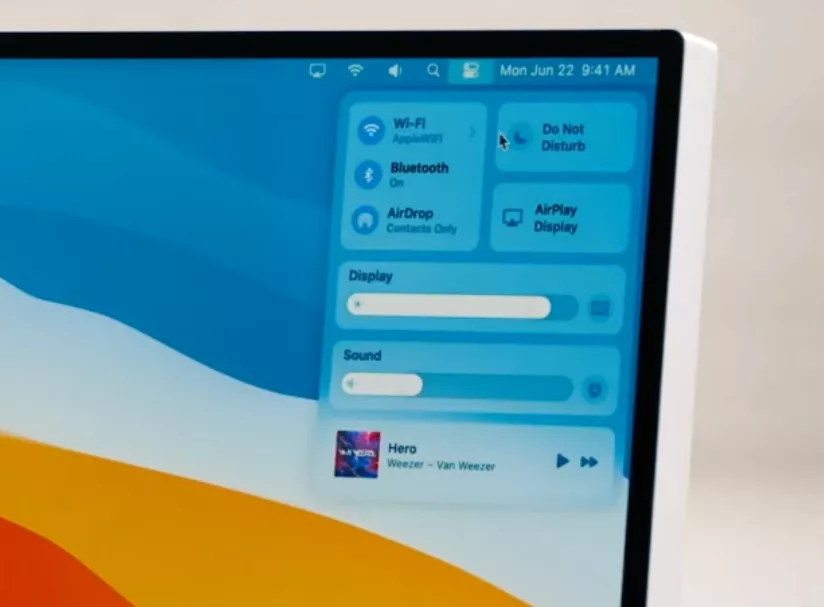 Mon Jun 22 9:41 AM
Wi-Fi
AppleWiFi
Bluetooth
On
AirDrop
Contacts Only
Do Not
Disturb
AirPlay
Display
Display
Sound
Hero
Weezer – Van Weezer